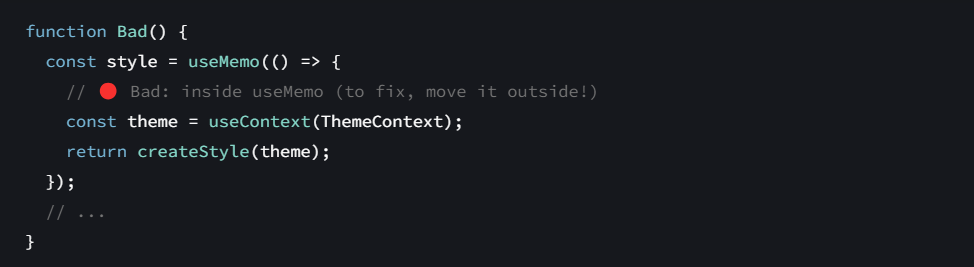 function Bad() {
  const style = useMemo(() => {
    // 🔴 Bad: inside useMemo (to fix, move it outside!)
    const theme = useContext(ThemeContext);
    return createStyle(theme);
  });
  // ...
}